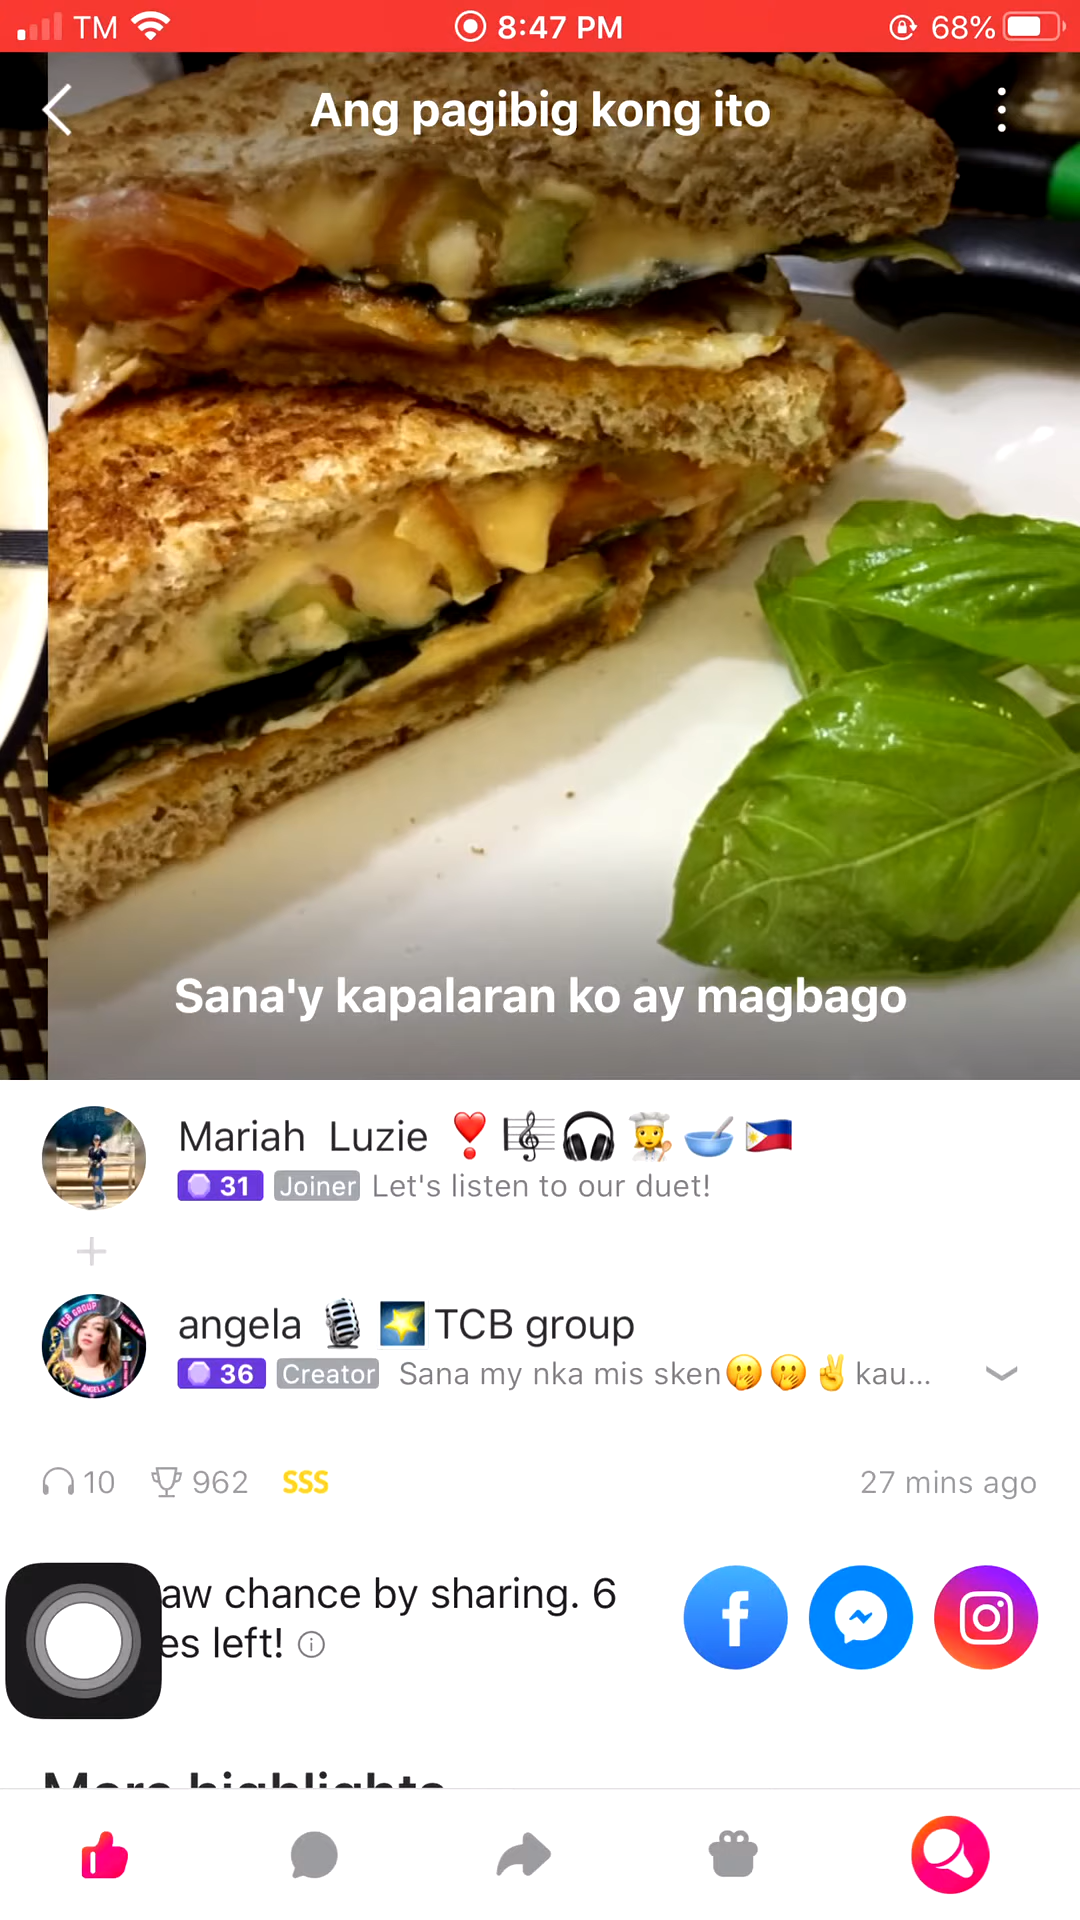 TM 8:47 PM 68%
Ang pagibig kong ito
Sana'y kapalaran ko ay magbago
Mariah Luzie
31 Joiner Let's listen to our duet!
angela TCB group
36 Creator Sana my nka mis sken🤭🤭✌️kau...
10 962 SSS 27 mins ago
aw chance by sharing. 6
es left!
More highlights